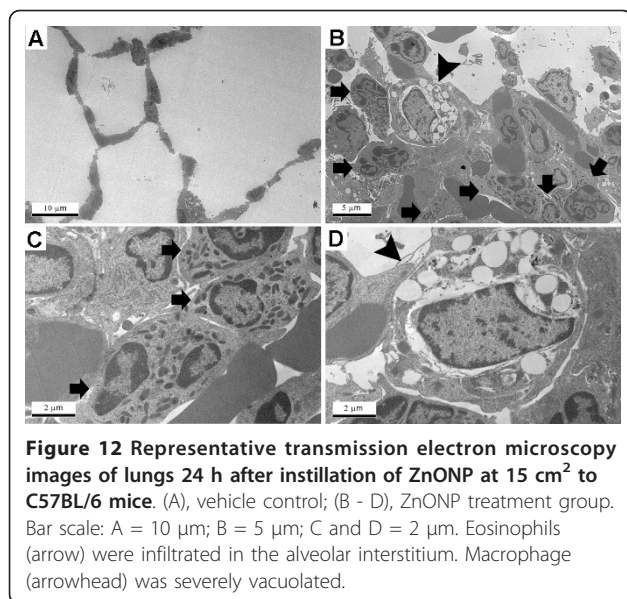 A
B
10 µm
5 µm
C
D
2 µm
2 µm
Figure 12 Representative transmission electron microscopy
images of lungs 24 h after instillation of ZnONP at 15 cm² to
C57BL/6 mice. (A), vehicle control; (B - D), ZnONP treatment group.
Bar scale: A = 10 μm; B = 5 μm; C and D = 2 μm. Eosinophils
(arrow) were infiltrated in the alveolar interstitium. Macrophage
(arrowhead) was severely vacuolated.